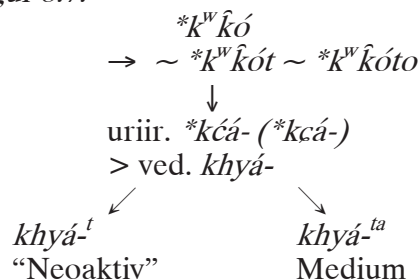 *kʷk̑ó
→ ~ *kʷk̑ót ~ *kʷk̑óto
↓
uriir. *kćá- (*kçá-)
> ved. khyá-
khyá-ᵗ khyá-ᵗᵃ
“Neoaktiv” Medium